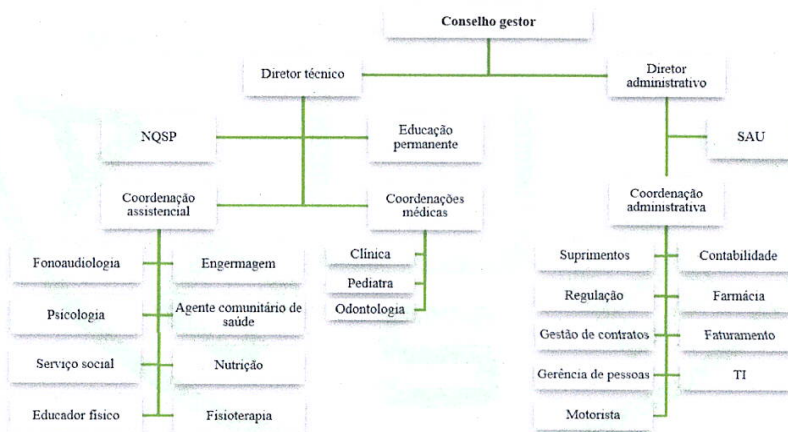 Conselho gestor
Diretor técnico
Diretor
administrativo
NQSP
Educação
permanente
SAU
Coordenação
assistencial
Coordenações
médicas
Coordenação
administrativa
Fonoaudiologia
Engermagem
Psicologia
Agente comunitário de
saúde
Serviço social
Nutrição
Educador físico
Fisioterapia
Clínica
Pediatra
Odontologia
Suprimentos
Contabilidade
Regulação
Farmácia
Gestão de contratos
Faturamento
Gerência de pessoas
TI
Motorista